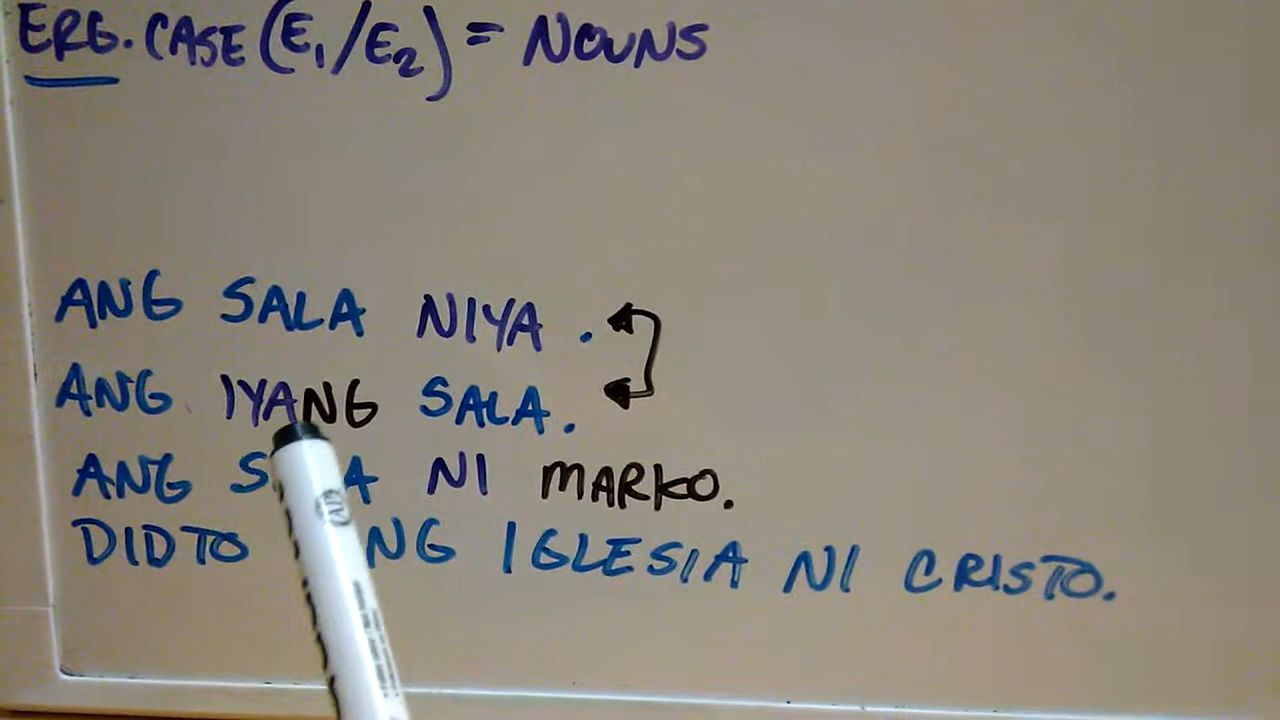 ERG. CASE (E1/E2) = NOUNS
ANG SALA NIYA.
ANG IYANG SALA.
ANG NI MARKO.
DIDTO IGLESIA NI CRISTO.